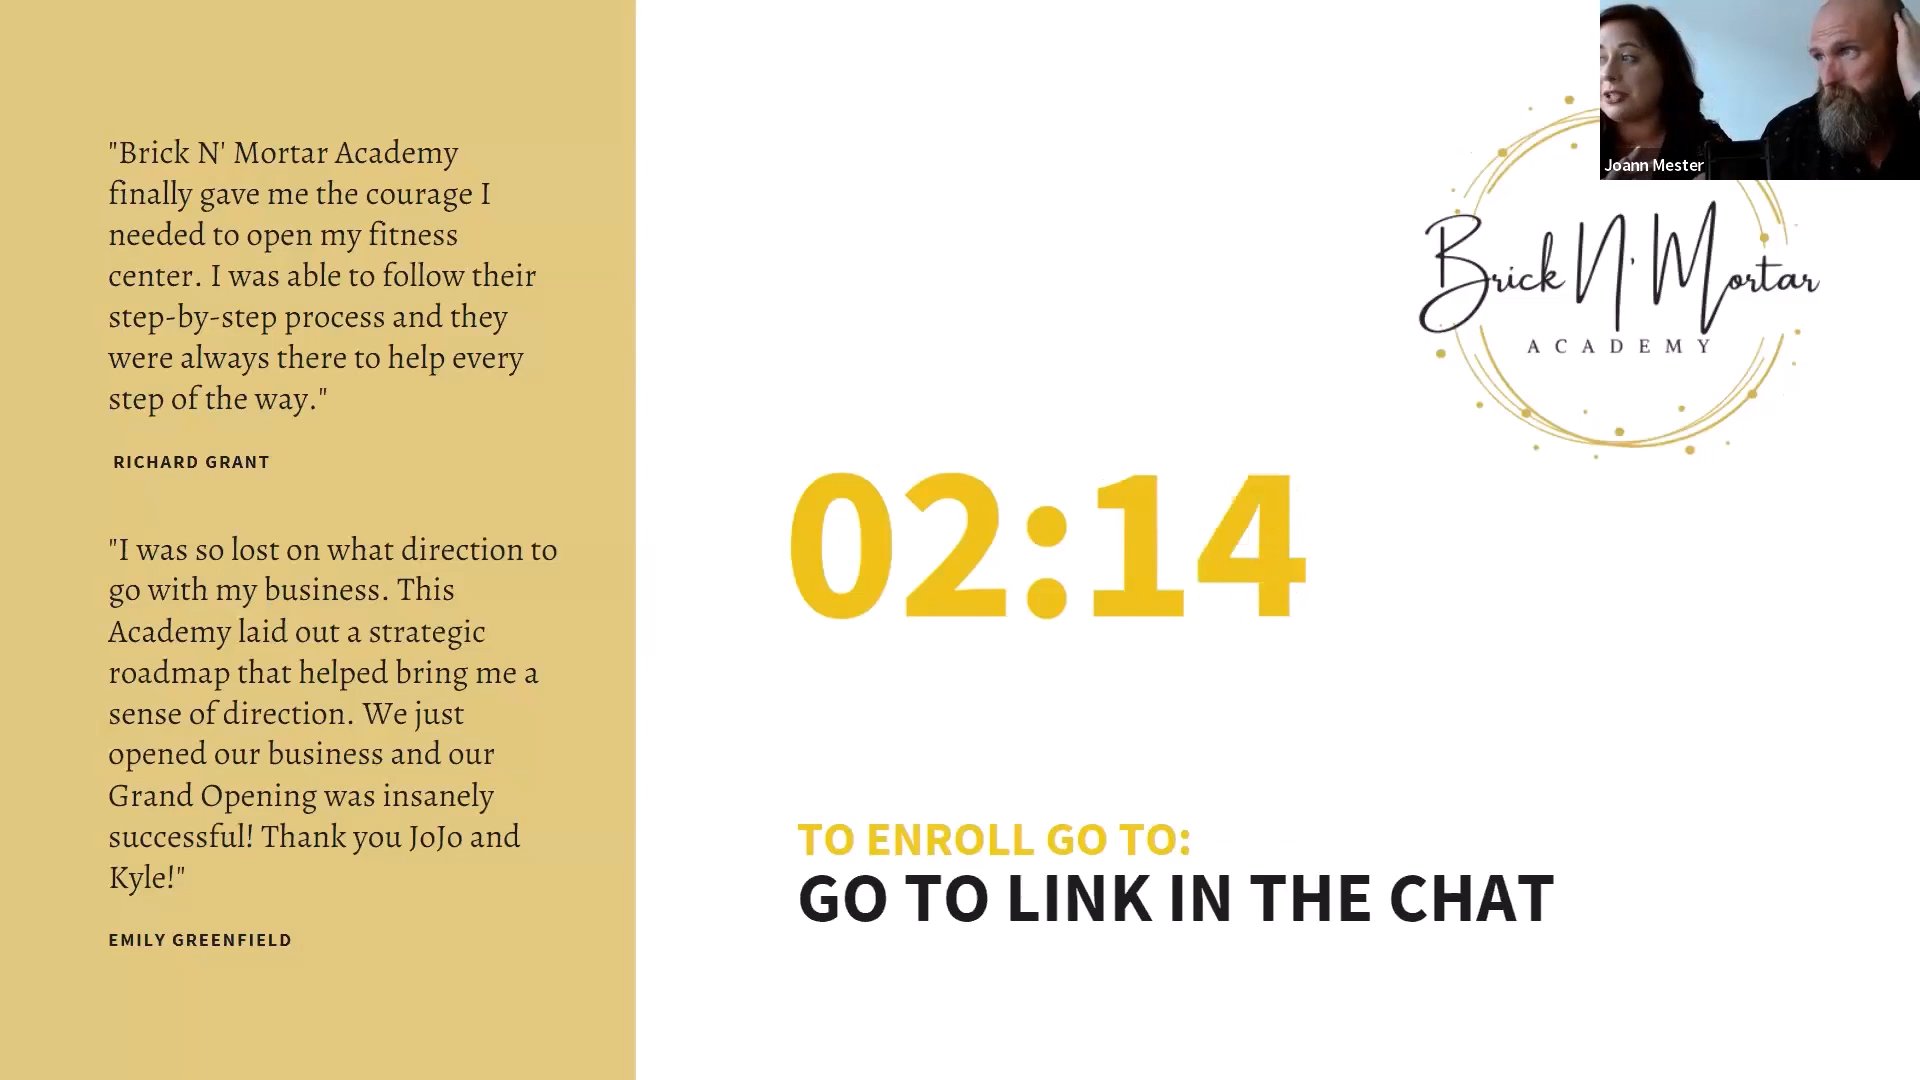 "Brick N' Mortar Academy
finally gave me the courage I
needed to open my fitness
center. I was able to follow their
step-by-step process and they
were always there to help every
step of the way."
RICHARD GRANT
"I was so lost on what direction to
go with my business. This
Academy laid out a strategic
roadmap that helped bring me a
sense of direction. We just
opened our business and our
Grand Opening was insanely
successful! Thank you JoJo and
Kyle!"
EMILY GREENFIELD
Joann Mester
Brick N' Mortar
ACADEMY
02:14
TO ENROLL GO TO:
GO TO LINK IN THE CHAT